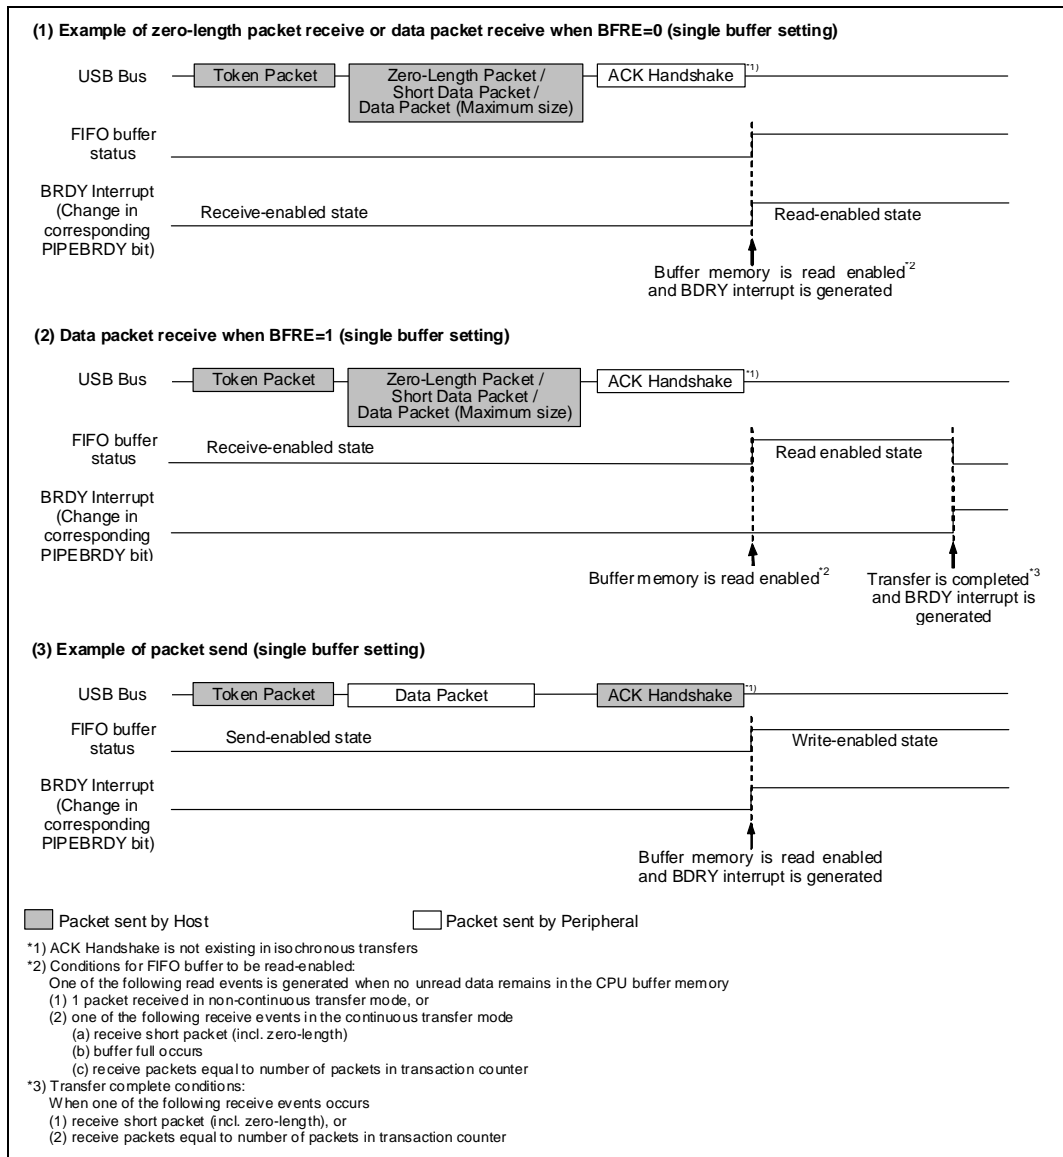 (1) Example of zero-length packet receive or data packet receive when BFRE=0 (single buffer setting)
USB Bus
Token Packet
Zero-Length Packet /
Short Data Packet /
Data Packet (Maximum size)
ACK Handshake
*1)
FIFO buffer
status
BRDY Interrupt
(Change in
corresponding
PIPEBRDY bit)
Receive-enabled state
Read-enabled state
Buffer memory is read enabled*2
and BDRY interrupt is generated
(2) Data packet receive when BFRE=1 (single buffer setting)
USB Bus
Token Packet
Zero-Length Packet /
Short Data Packet /
Data Packet (Maximum size)
ACK Handshake
*1)
FIFO buffer
status
Receive-enabled state
Read enabled state
BRDY Interrupt
(Change in
corresponding
PIPEBRDY bit)
Buffer memory is read enabled*2
Transfer is completed*3
and BRDY interrupt is
generated
(3) Example of packet send (single buffer setting)
USB Bus
Token Packet
Data Packet
ACK Handshake
*1)
FIFO buffer
status
Send-enabled state
Write-enabled state
BRDY Interrupt
(Change in
corresponding
PIPEBRDY bit)
Buffer memory is read enabled
and BDRY interrupt is generated
Packet sent by Host
Packet sent by Peripheral
*1) ACK Handshake is not existing in isochronous transfers
*2) Conditions for FIFO buffer to be read-enabled:
One of the following read events is generated when no unread data remains in the CPU buffer memory
(1) 1 packet received in non-continuous transfer mode, or
(2) one of the following receive events in the continuous transfer mode
(a) receive short packet (incl. zero-length)
(b) buffer full occurs
(c) receive packets equal to number of packets in transaction counter
*3) Transfer complete conditions:
When one of the following receive events occurs
(1) receive short packet (incl. zero-length), or
(2) receive packets equal to number of packets in transaction counter